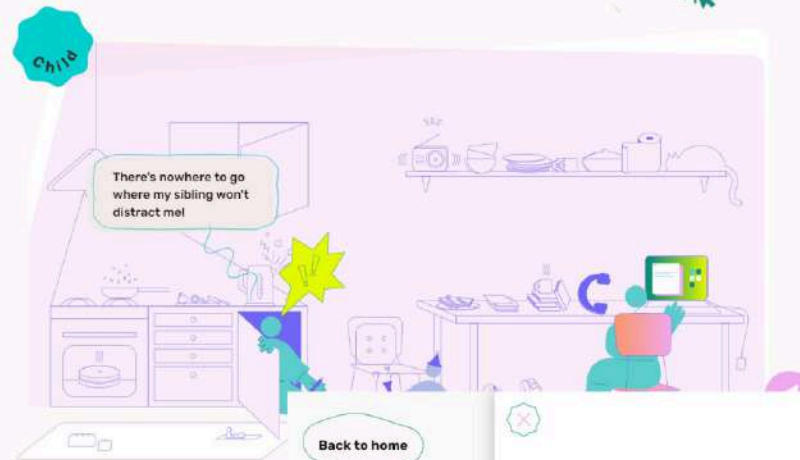 Child
There's nowhere to go
where my sibling won't
distract me!
!!
Back to home